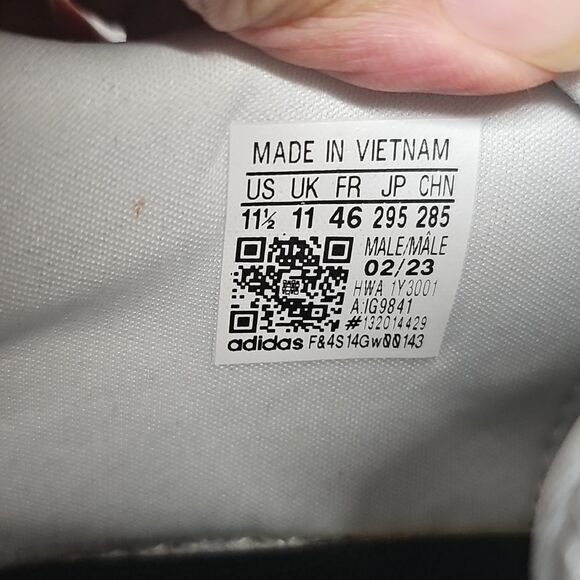 MADE IN VIETNAM
US UK FR JP CHN
11½ 11 46 295 285
MALE/MÂLE
02/23
HWA 1Y3001
A:IG9841
#132014429
adidas F&4S14Gw00143